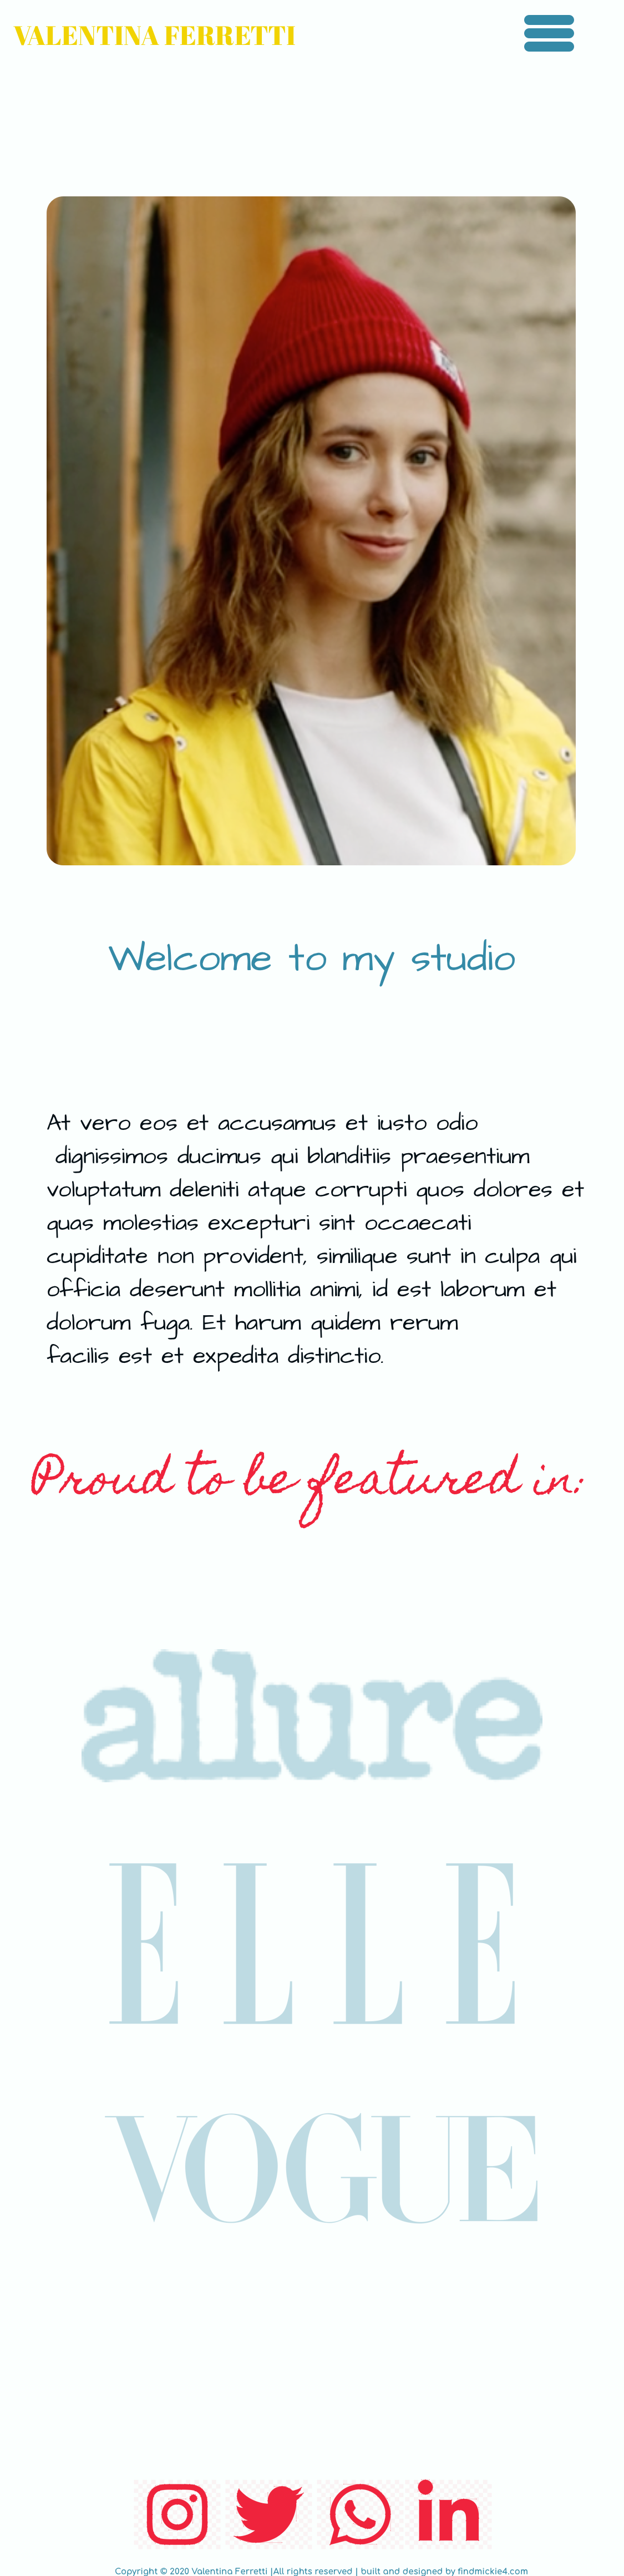 VALENTINA FERRETTI
Welcome to my studio
At vero eos et accusamus et iusto odio
dignissimos ducimus qui blanditiis praesentium
voluptatum deleniti atque corrupti quos dolores et
quas molestias excepturi sint occaecati
cupiditate non provident, similique sunt in culpa qui
officia deserunt mollitia animi, id est laborum et
dolorum fuga. Et harum quidem rerum
facilis est et expedita distinctio.
Proud to be featured in:
allure
ELLE
VOGUE
in
Copyright © 2020 Valentina Ferretti |All rights reserved | built and designed by findmickie4.com